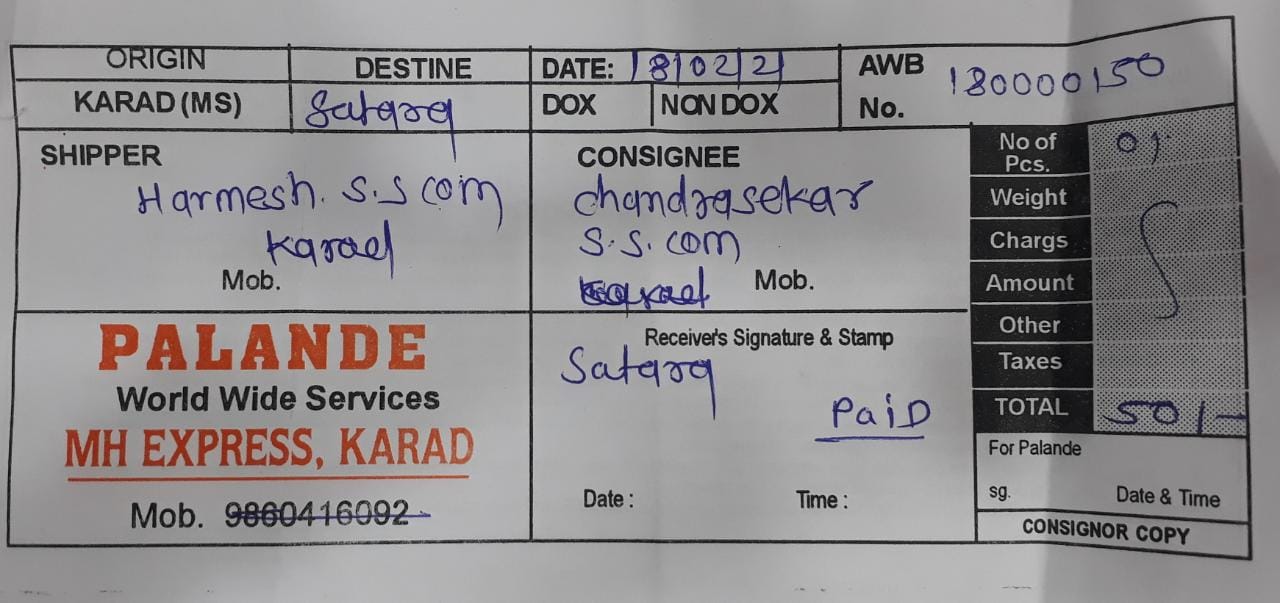 ORIGIN
DESTINE
DATE: 18/02/21
AWB No. 180000150
KARAD (MS)
Satara
DOX
NON DOX
SHIPPER
Harmesh. S.S com
Karad
Mob.
CONSIGNEE
chandrasekar
S.S. com
Karad Mob.
No of Pcs. 01
Weight
Chargs
Amount
Other
Taxes
TOTAL 50/-
PALANDE
World Wide Services
MH EXPRESS, KARAD
Mob. 9860416092
Receiver's Signature & Stamp
Satara
PaiD
Date : Time :
For Palande
sg. Date & Time
CONSIGNOR COPY